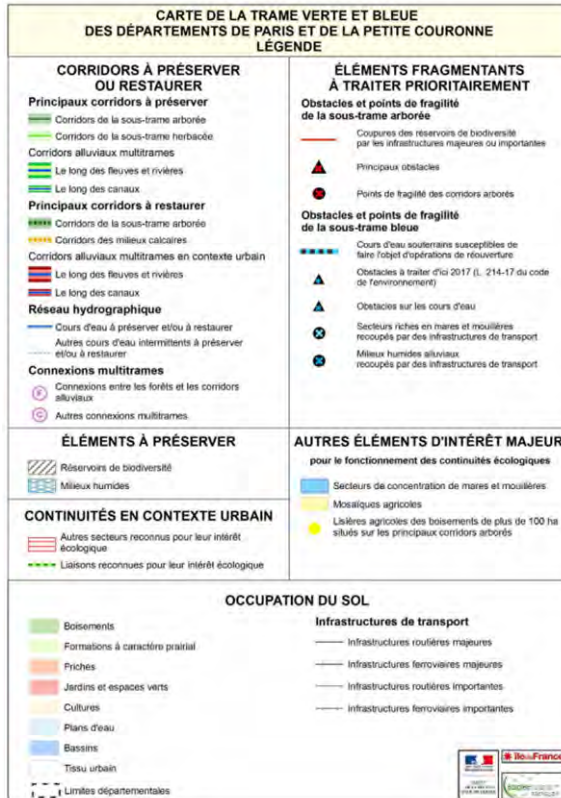 CARTE DE LA TRAME VERTE ET BLEUE
DES DÉPARTEMENTS DE PARIS ET DE LA PETITE COURONNE
LÉGENDE
CORRIDORS À PRÉSERVER
OU RESTAURER
Principaux corridors à préserver
Corridors de la sous-trame arborée
Corridors de la sous-trame herbacée
Corridors alluviaux multitrames
Le long des fleuves et rivières
Le long des canaux
Principaux corridors à restaurer
Corridors de la sous-trame arborée
Corridors des milieux calcaires
Corridors alluviaux multitrames en contexte urbain
Le long des fleuves et rivières
Le long des canaux
Réseau hydrographique
Cours d'eau à préserver et/ou à restaurer
Autres cours d'eau intermittents à préserver
et/ou à restaurer
Connexions multitrames
F
Connexions entre les forêts et les corridors
alluviaux
C
Autres connexions multitrames
ÉLÉMENTS FRAGMENTANTS
À TRAITER PRIORITAIREMENT
Obstacles et points de fragilité
de la sous-trame arborée
Coupures des réservoirs de biodiversité
par les infrastructures majeures ou importantes
Principaux obstacles
Points de fragilité des corridors arborés
Obstacles et points de fragilité
de la sous-trame bleue
Cours d'eau souterrains susceptibles de
faire l'objet d'opérations de réouverture
Obstacles à traiter d'ici 2017 (L. 214-17 du code
de l'environnement)
Obstacles sur les cours d'eau
Secteurs riches en mares et mouillères
recoupés par des infrastructures de transport
Milieux humides alluviaux
recoupés par des infrastructures de transport
ÉLÉMENTS À PRÉSERVER
Réservoirs de biodiversité
Milieux humides
CONTINUITÉS EN CONTEXTE URBAIN
Autres secteurs reconnus pour leur intérêt
écologique
Liaisons reconnues pour leur intérêt écologique
AUTRES ÉLÉMENTS D'INTÉRÊT MAJEUR
pour le fonctionnement des continuités écologiques
Secteurs de concentration de mares et mouillères
Mosaïques agricoles
Lisières agricoles des boisements de plus de 100 ha
situés sur les principaux corridors arborés
OCCUPATION DU SOL
Boisements
Formations à caractère prairial
Friches
Jardins et espaces verts
Cultures
Plans d'eau
Bassins
Tissu urbain
Limites départementales
Infrastructures de transport
Infrastructures routières majeures
Infrastructures ferroviaires majeures
Infrastructures routières importantes
Infrastructures ferroviaires importantes
île de France